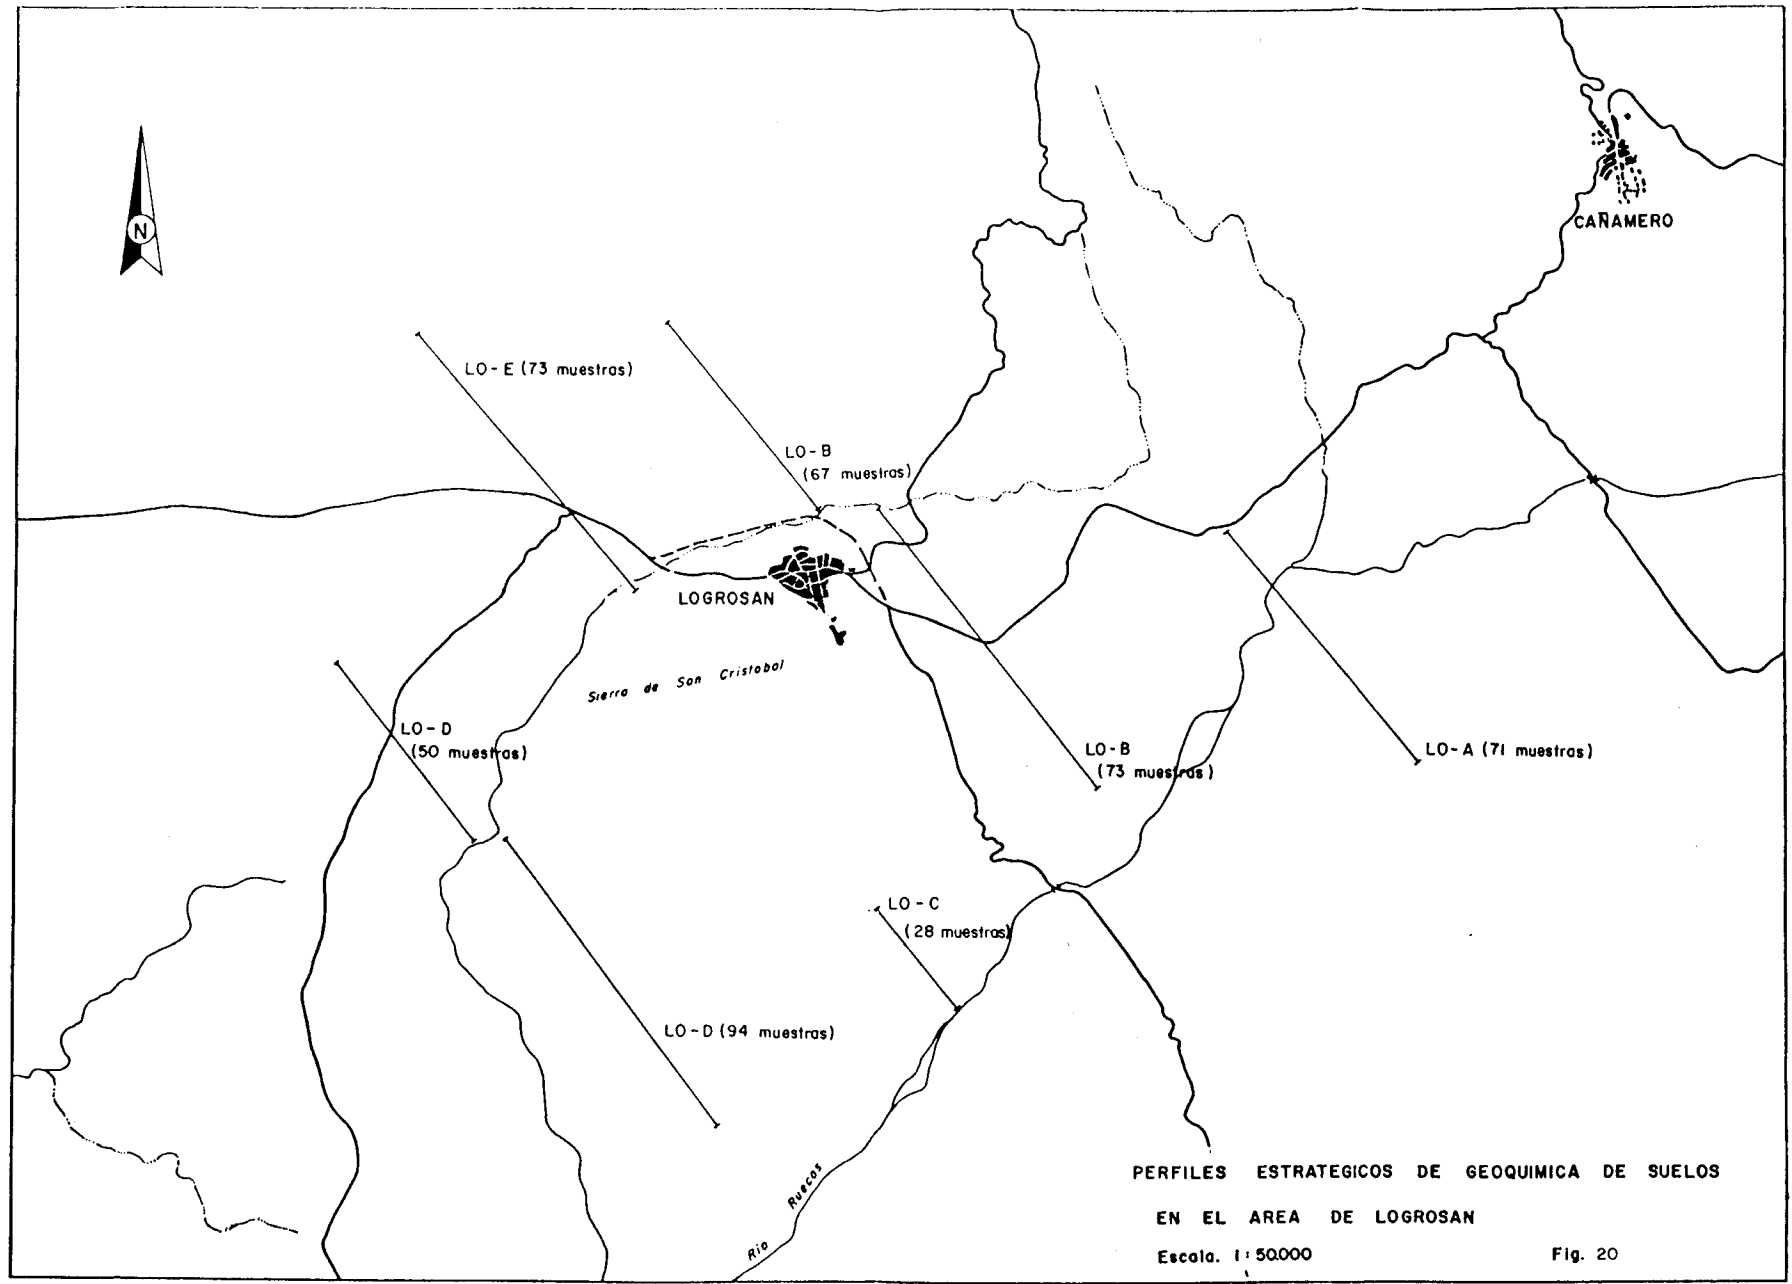 CAÑAMERO
N
LO-E (73 muestras)
LO-B
(67 muestras)
LOGROSAN
Sierra de San Cristobal
LO-D
(50 muestras)
LO-B
(73 muestras)
LO-A (71 muestras)
LO-C
(28 muestras)
LO-D (94 muestras)
Rio Ruecas
PERFILES ESTRATEGICOS DE GEOQUIMICA DE SUELOS
EN EL AREA DE LOGROSAN
Escala. 1:50.000
Fig. 20